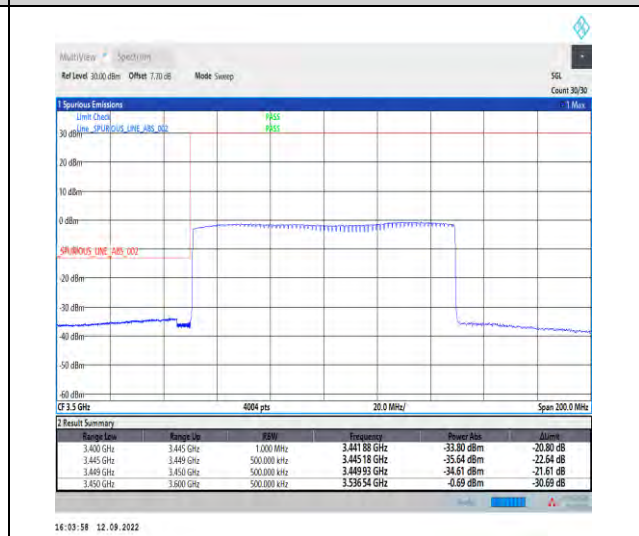 MultiView Spectrum
Ref Level 30.00 dBm Offset 7.70 dB Mode Sweep SGL
Count 30/30
1 Spurious Emissions 1 Max
Limit Check PASS
Line _SPURIOUS_LINE_ABS_002 PASS
30 dBm
20 dBm
10 dBm
0 dBm
_SPURIOUS_LINE_ABS_002
-20 dBm
-30 dBm
-40 dBm
-50 dBm
-60 dBm
CF 3.5 GHz 4004 pts 20.0 MHz/ Span 200.0 MHz
2 Result Summary
Range Low Range Up RBW Frequency Power Abs ΔLimit
3.400 GHz 3.445 GHz 1.000 MHz 3.441 88 GHz -33.80 dBm -20.80 dB
3.445 GHz 3.449 GHz 500.000 kHz 3.445 18 GHz -35.64 dBm -22.64 dB
3.449 GHz 3.450 GHz 500.000 kHz 3.449 93 GHz -34.61 dBm -21.61 dB
3.450 GHz 3.600 GHz 500.000 kHz 3.536 54 GHz -0.69 dBm -30.69 dB
16:03:58 12.09.2022